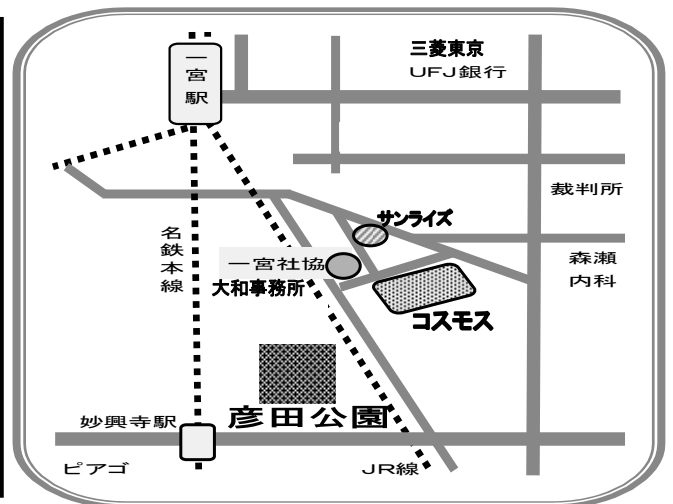 三菱東京
UFJ銀行
一宮駅
裁判所
サンライズ
名鉄本線
一宮社協
大和事務所
森瀬
内科
コスモス
彦田公園
妙興寺駅
ピアゴ
JR線